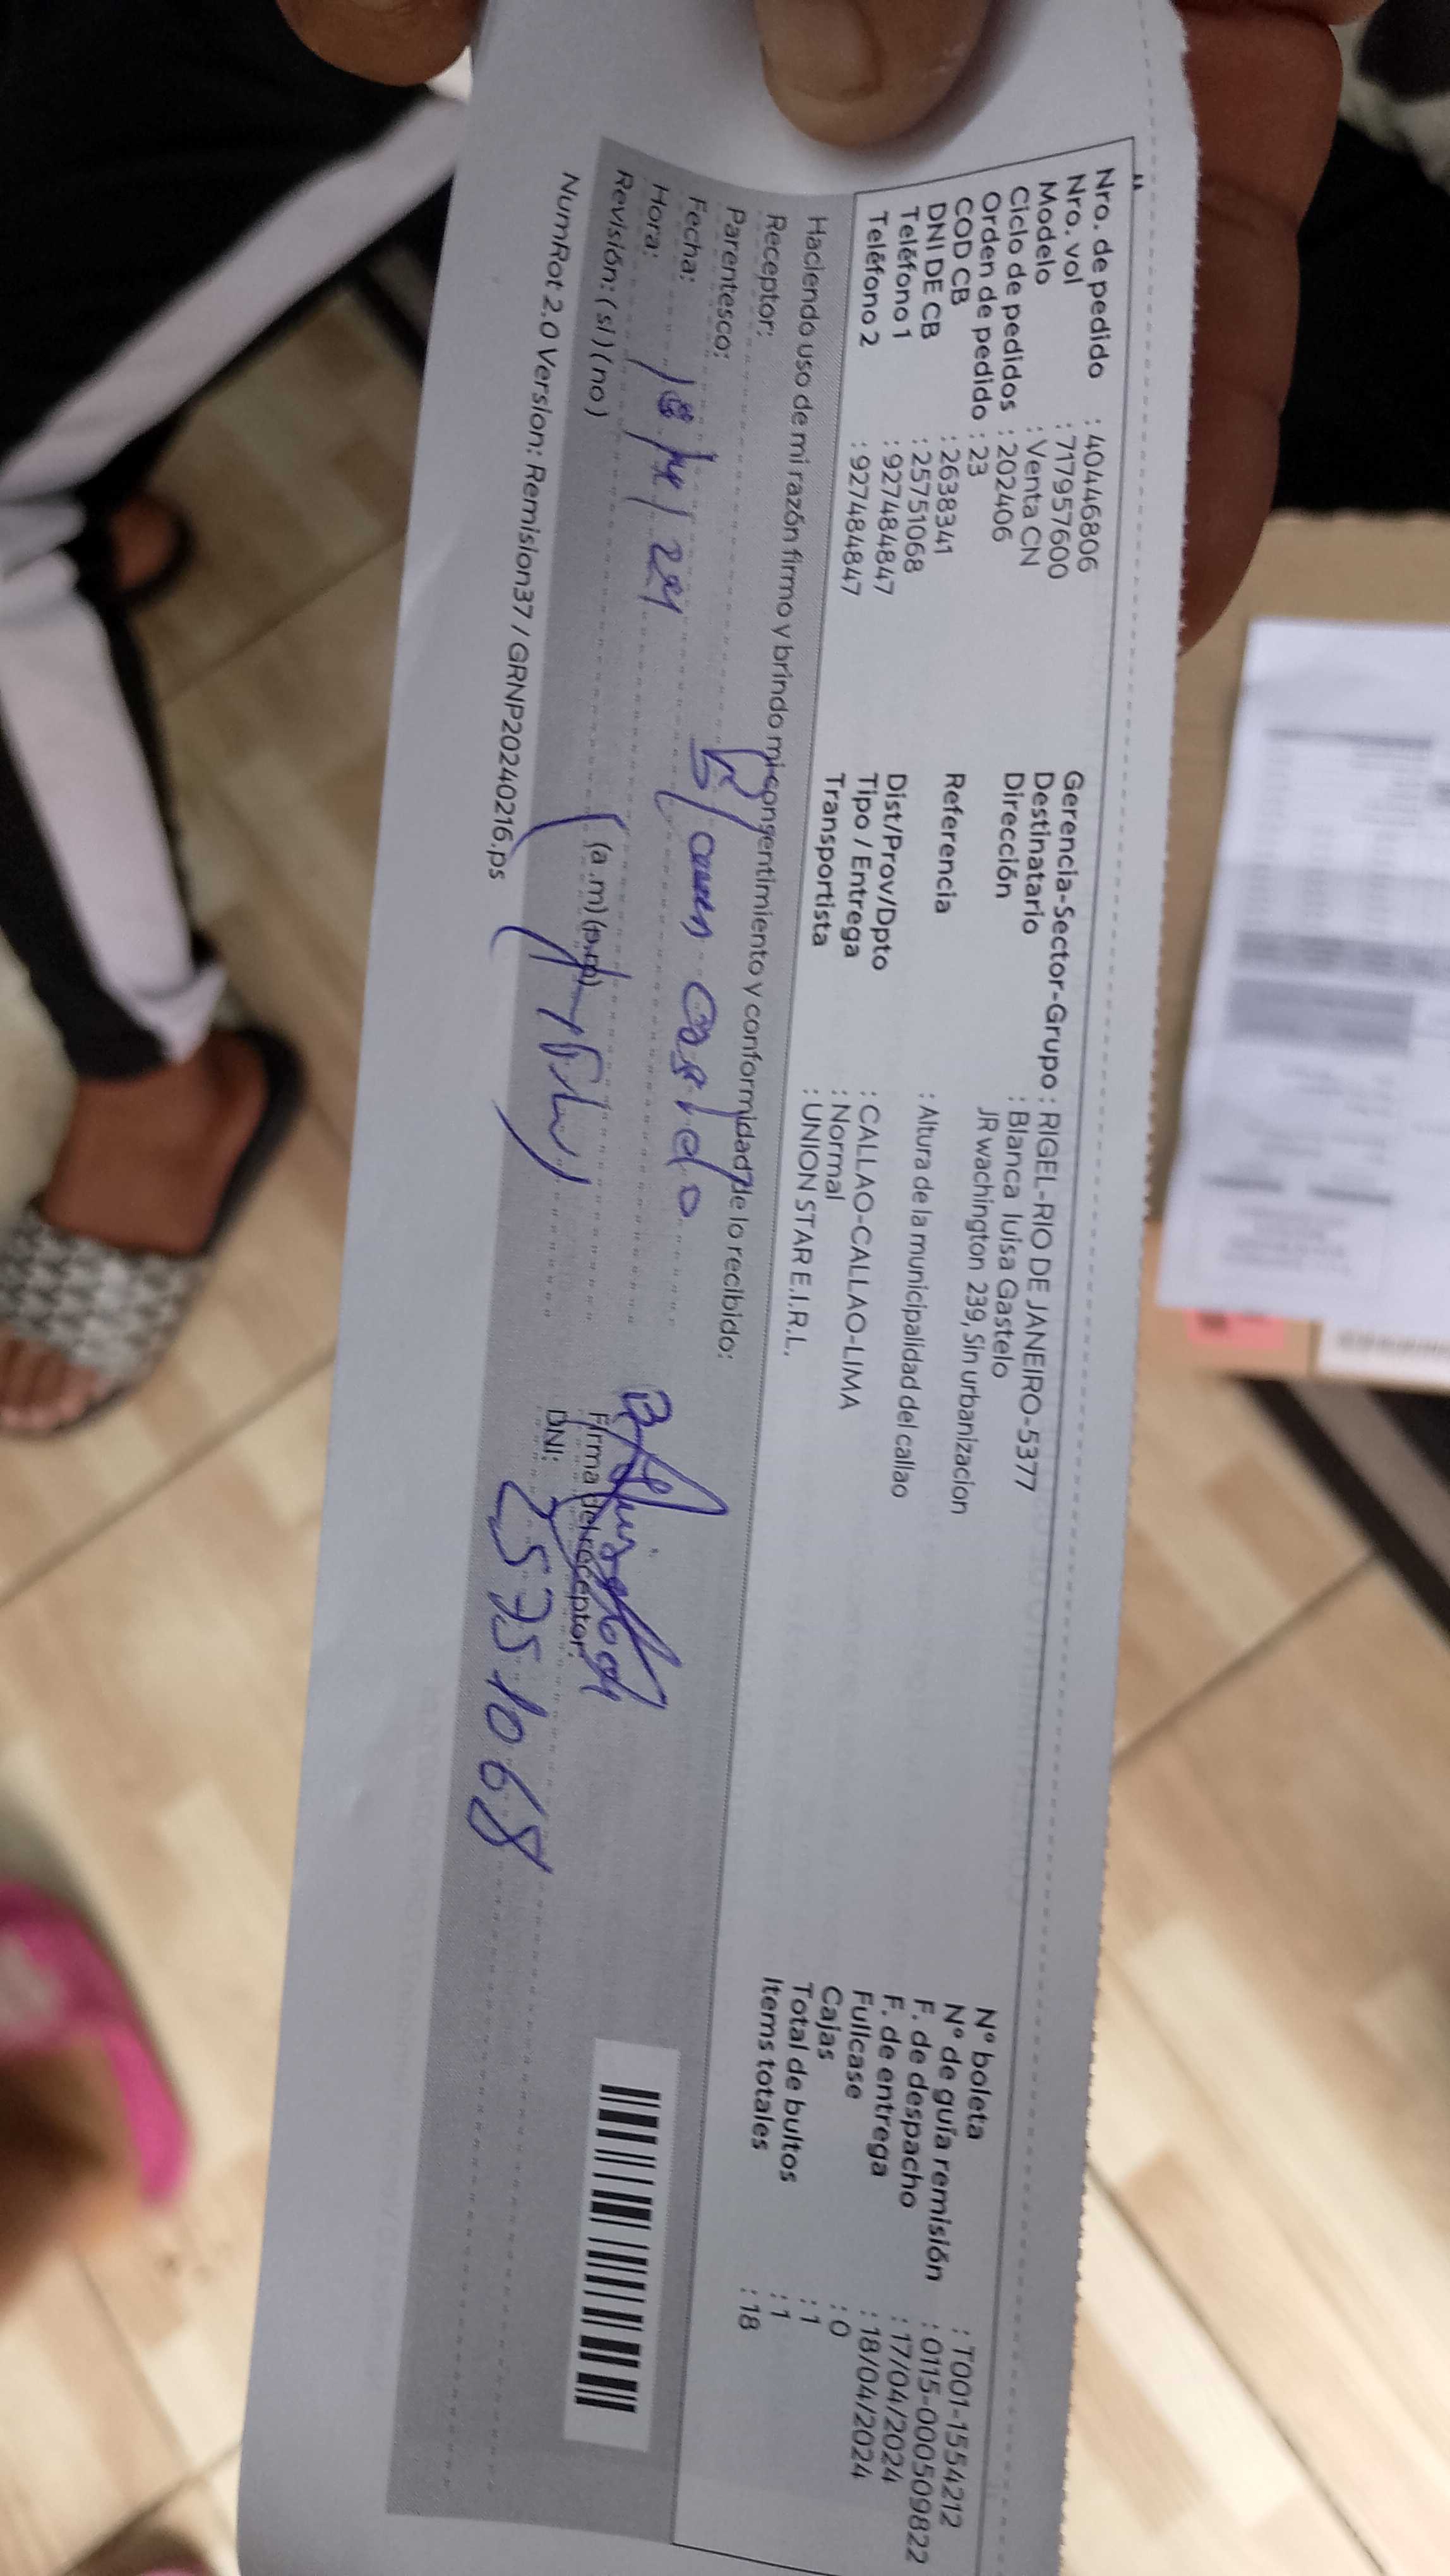 Nro. de pedido : 40446806
Nro. vol : 717957600
Modelo : Venta CN
Ciclo de pedidos : 202406
Orden de pedido : 23
COD CB : 2638341
DNI DE CB : 25751068
Teléfono 1 : 927484847
Teléfono 2 : 927484847
Gerencia-Sector-Grupo : RIGEL-RIO DE JANEIRO-5377
Destinatario : Blanca luisa Gastelo
Dirección JR wachington 239, Sin urbanizacion
Referencia : Altura de la municipalidad del callao
Dist/Prov/Dpto : CALLAO-CALLAO-LIMA
Tipo / Entrega : Normal
Transportista : UNION STAR E.I.R.L.
N° boleta : T001-1554212
N° de guía remisión : 0115-000509822
F. de despacho : 17/04/2024
F. de entrega : 18/04/2024
Fullcase : 0
Cajas : 1
Total de bultos : 1
Items totales : 18
Haciendo uso de mi razón firmo y brindo mi consentimiento y conformidad de lo recibido:
Receptor:
Parentesco:
Fecha:
Hora: (a.m) (p.m)
Revisión: ( sI ) ( no )
Firma del receptor:
DNI: 25751068
NumRot 2.0 Version: Remision37 / GRNP20240216.ps